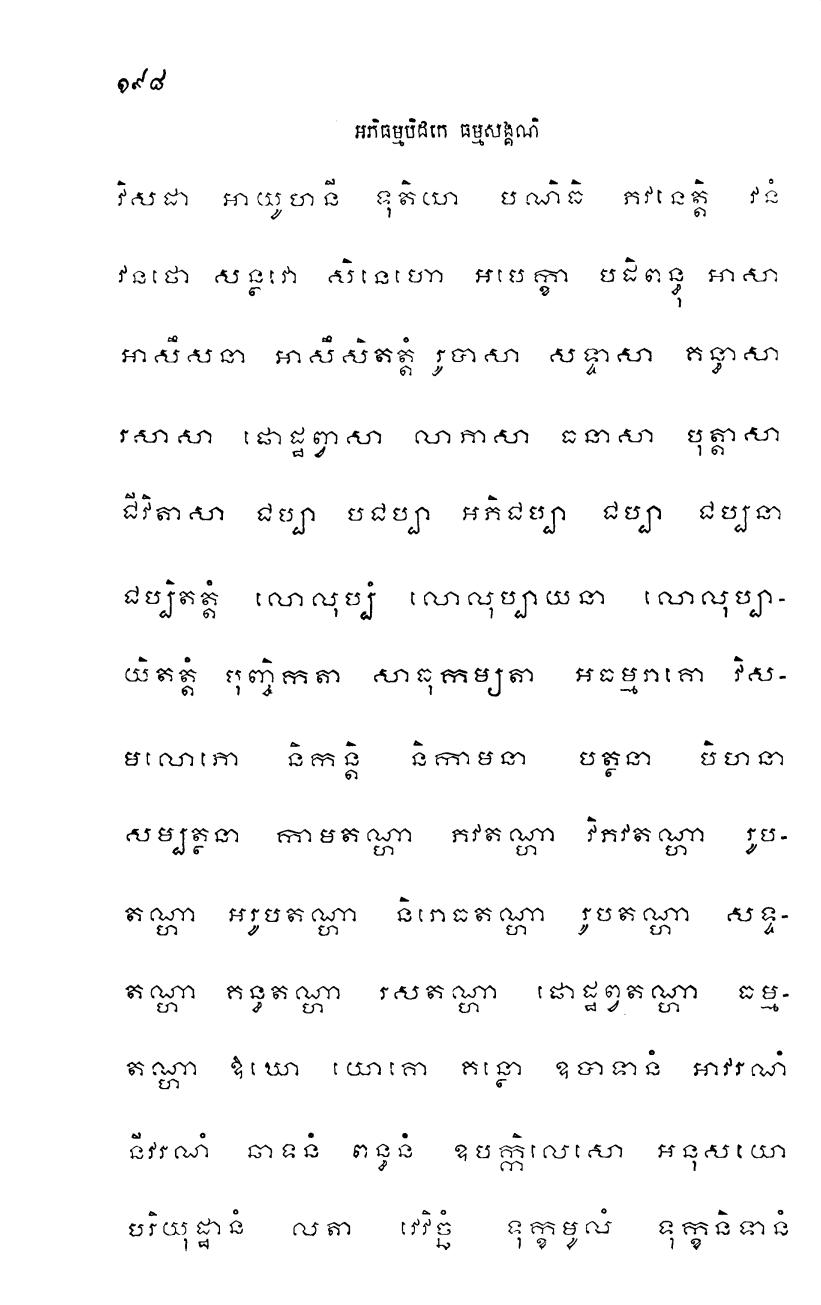 ១៩៨
អភិធម្មបិដកេ ធម្មសង្គណិ
វិសដា អាយូហនី ទុតិយា បណិធិ ភវនេត្តិ វនំ
វនថោ សន្ថវោ សិនេហោ អបេក្ខា បដិពន្ធុ អាសា
អាសឹសនា អាសឹសិតត្តំ រូបាសា សទ្ទាសា គន្ធាសា
រសាសា ផោដ្ឋព្វាសា លាភាសា ធនាសា បុត្តាសា
ជីវិតាសា ជប្បា បជប្បា អភិជប្បា ជប្បា ជប្បនា
ជប្បិតត្តំ លោលុប្បំ លោលុប្បាយនា លោលុប្បា-
យិតត្តំ បុញ្ចិកតា សាធុកម្យតា អធម្មរាគោ វិស-
មលោភោ និកន្តិ និកាមនា បត្ថនា បិហនា
សម្បត្ថនា កាមតណ្ហា ភវតណ្ហា វិភវតណ្ហា រូប-
តណ្ហា អរូបតណ្ហា និរោធតណ្ហា រូបតណ្ហា សទ្ទ-
តណ្ហា គន្ធតណ្ហា រសតណ្ហា ផោដ្ឋព្វតណ្ហា ធម្ម-
តណ្ហា ឱឃោ យោគោ គន្ថោ ឧបាទានំ អាវរណំ
នីវរណំ ឆាទនំ ពន្ធនំ ឧបក្កិលេសោ អនុសយោ
បរិយុដ្ឋានំ លតា វេវិច្ឆំ ទុក្ខមូលំ ទុក្ខនិទានំ